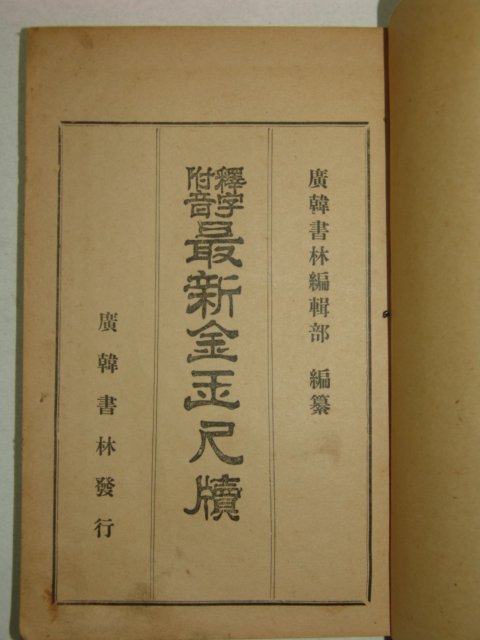 廣韓書林編輯部 編纂
釋字
附音
最新金玉尺牘
廣韓書林發行